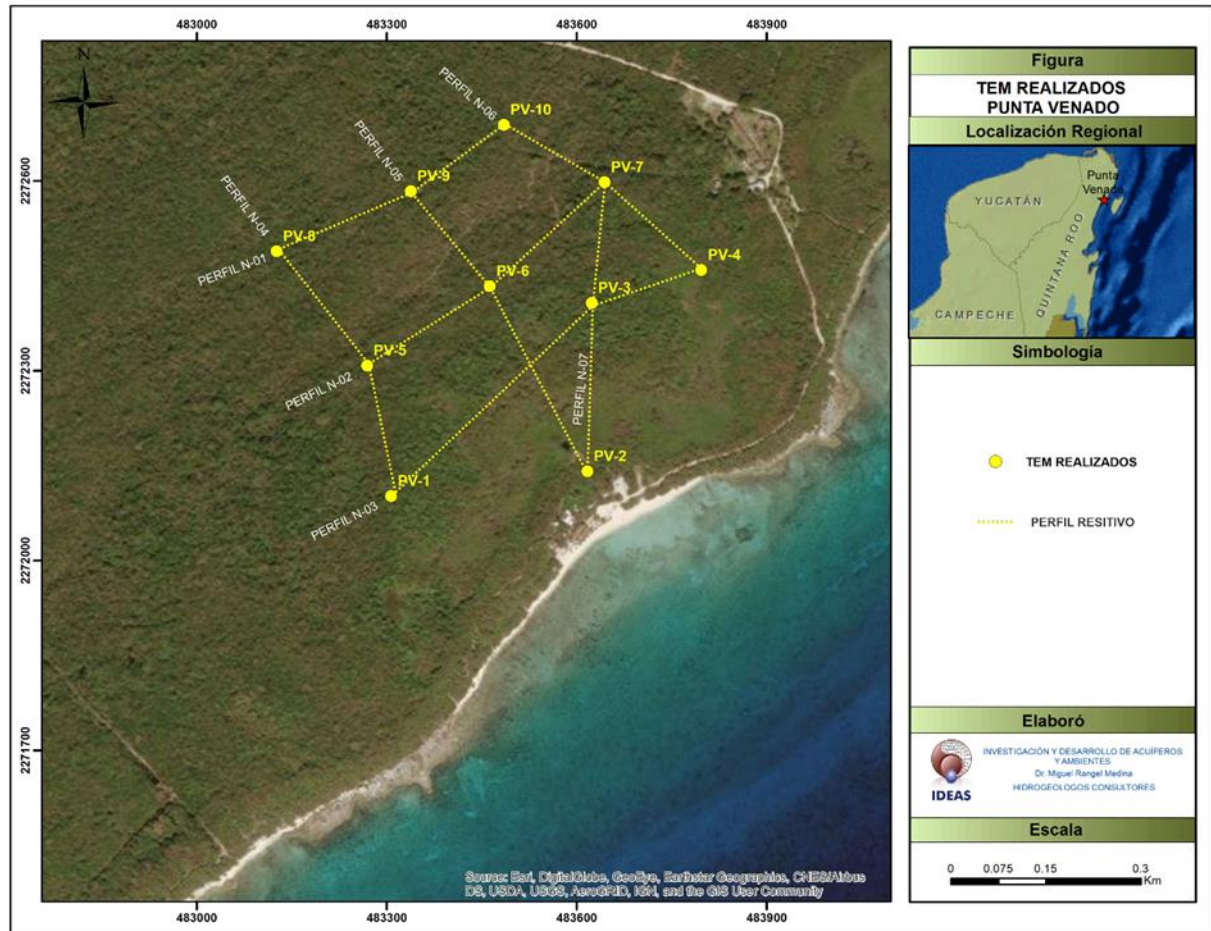 483000
483300
483600
483900
N
PERFIL N-06
PV-10
PERFIL N-05
PV-9
PV-7
2272600
PERFIL N-04
PV-8
PERFIL N-01
PV-6
PV-4
PV-3
PV-5
2272300
PERFIL N-02
PERFIL N-07
PV-2
PV-1
PERFIL N-03
2272000
2271700
Source: Esri, DigitalGlobe, GeoEye, Earthstar Geographics, CNES/Airbus
DS, USDA, USGS, AeroGRID, IGN, and the GIS User Community
483000
483300
483600
483900
Figura
TEM REALIZADOS
PUNTA VENADO
Localización Regional
Punta
Venado
YUCATÁN
QUINTANA ROO
CAMPECHE
Simbología
TEM REALIZADOS
PERFIL RESITIVO
Elaboró
IDEAS
INVESTIGACIÓN Y DESARROLLO DE ACUÍFEROS
Y AMBIENTES
Dr. Miguel Rangel Medina
HIDROGEOLOGOS CONSULTORES
Escala
0 0.075 0.15 0.3
Km